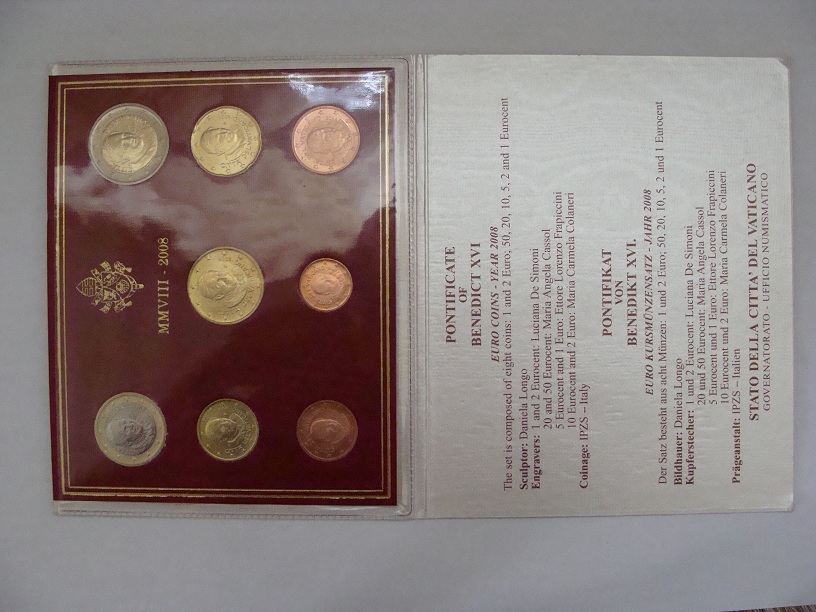 MMVIII - 2008
PONTIFICATE
OF
BENEDICT XVI
EURO COINS - YEAR 2008
The set is composed of eight coins: 1 and 2 Euro; 50, 20, 10, 5, 2 and 1 Eurocent
Sculptor: Daniela Longo
Engravers: 1 and 2 Eurocent: Luciana De Simoni
20 and 50 Eurocent: Maria Angela Cassol
5 Eurocent and 1 Euro: Ettore Lorenzo Frapiccini
10 Eurocent and 2 Euro: Maria Carmela Colaneri
Coinage: IPZS – Italy
PONTIFIKAT
VON
BENEDIKT XVI.
EURO KURSMÜNZENSATZ - JAHR 2008
Der Satz besteht aus acht Münzen: 1 und 2 Euro; 50, 20, 10, 5, 2 und 1 Eurocent
Bildhauer: Daniela Longo
Kupferstecher: 1 und 2 Eurocent: Luciana De Simoni
20 und 50 Eurocent: Maria Angela Cassol
5 Eurocent und 1 Euro: Ettore Lorenzo Frapiccini
10 Eurocent und 2 Euro: Maria Carmela Colaneri
Prägeanstalt: IPZS – Italien
STATO DELLA CITTA' DEL VATICANO
GOVERNATORATO - UFFICIO NUMISMATICO